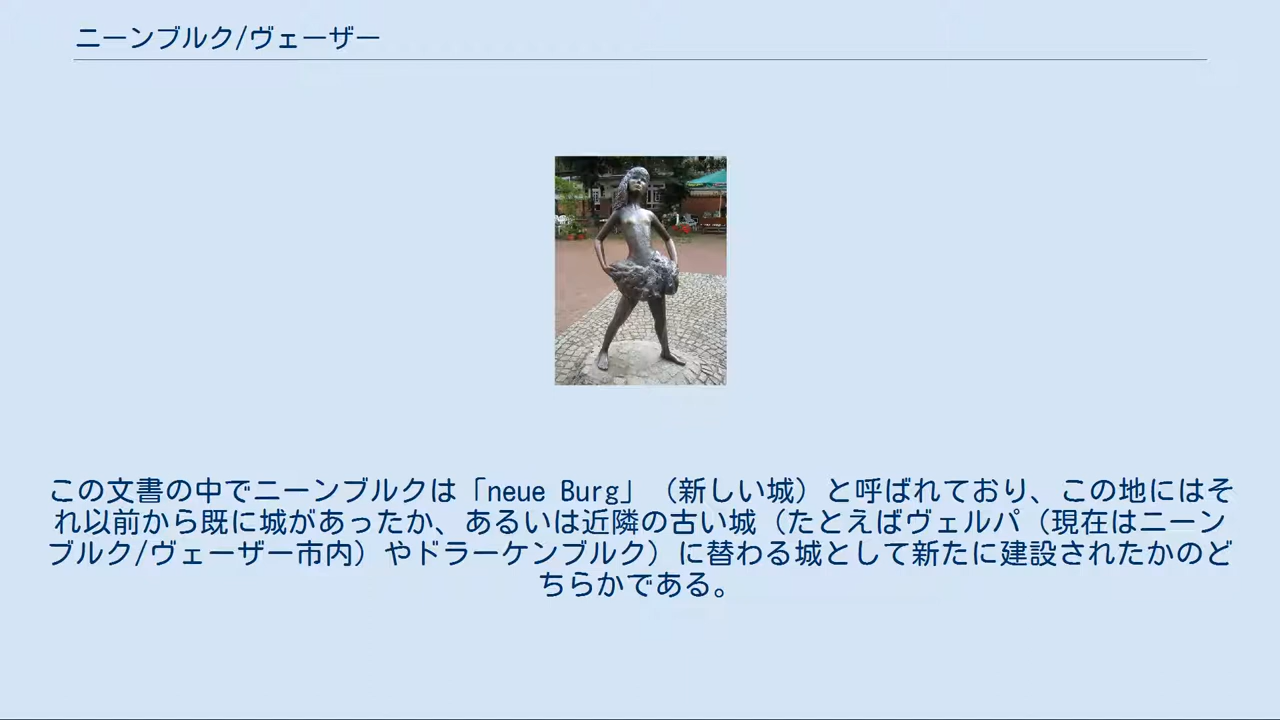 ニーンブルク/ヴェーザー
この文書の中でニーンブルクは「neue Burg」（新しい城）と呼ばれており、この地にはそ
れ以前から既に城があったか、あるいは近隣の古い城（たとえばヴェルパ（現在はニーン
ブルク/ヴェーザー市内）やドラーケンブルク）に替わる城として新たに建設されたかのど
ちらかである。